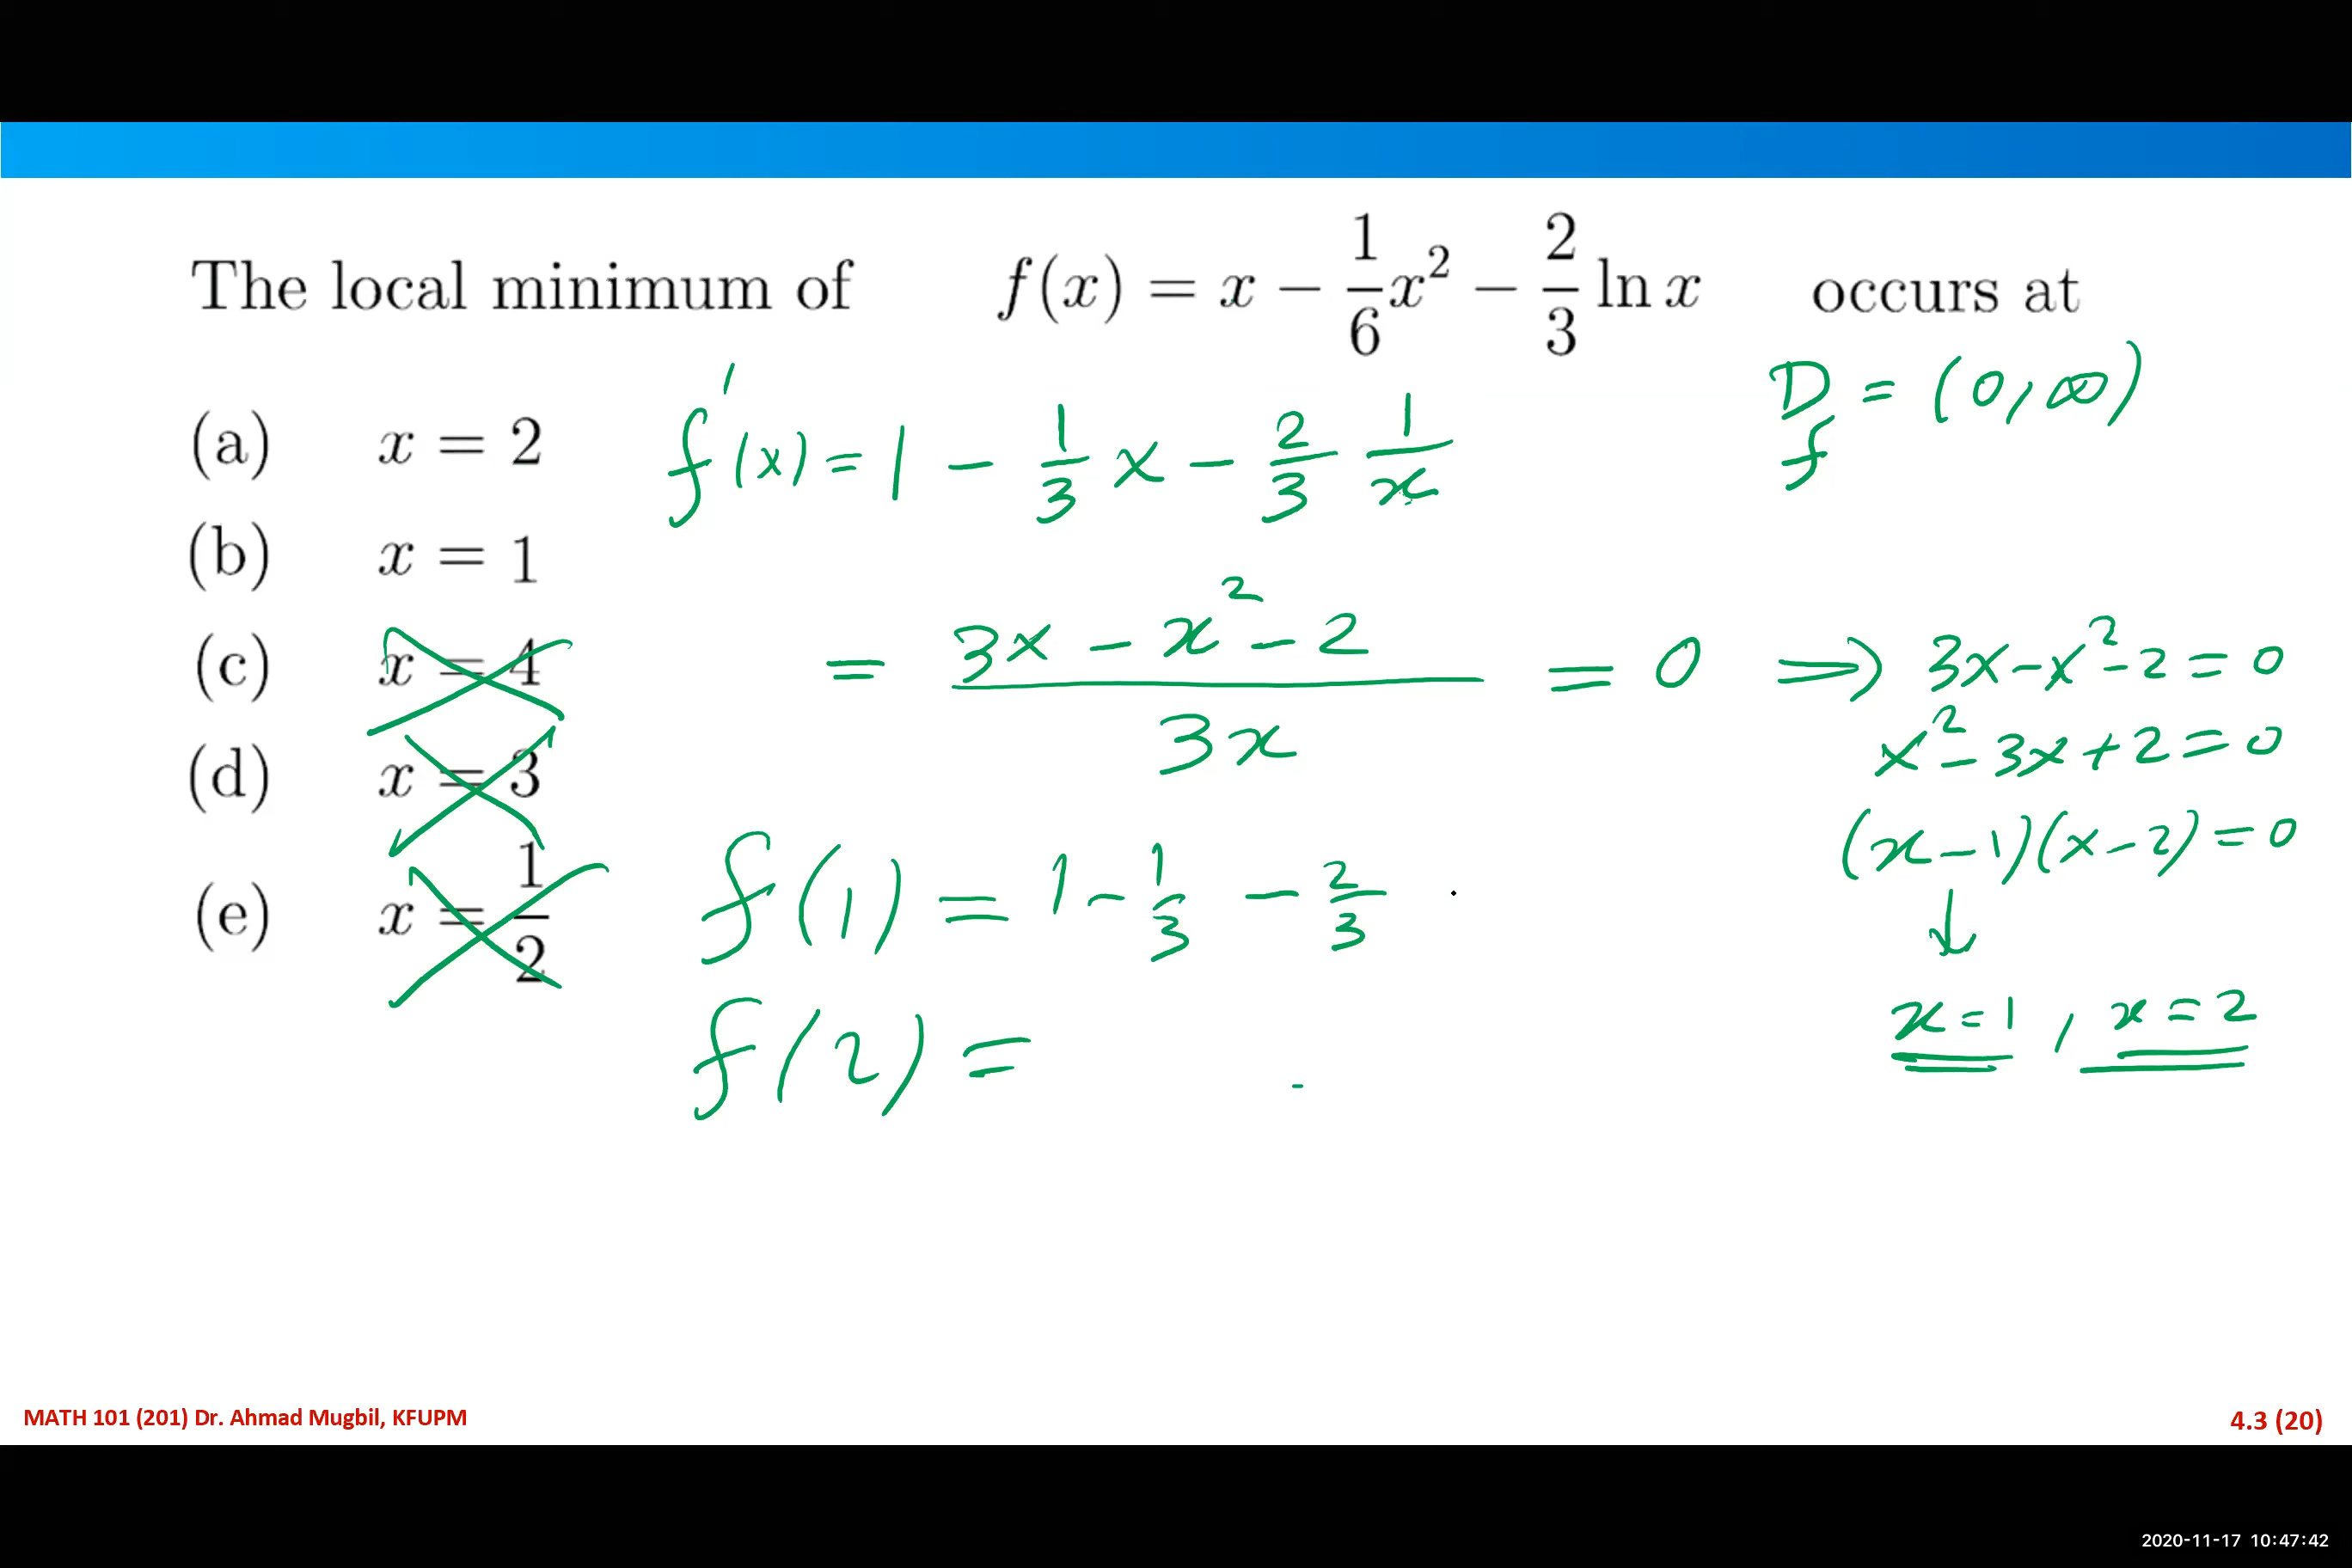 The local minimum of f(x) = x − 1/6 x² − 2/3 ln x occurs at
D_f = (0, ∞)
(a) x = 2
f'(x) = 1 − 1/3 x − 2/3 1/x
(b) x = 1
(c) x = 4
= (3x − x² − 2)/(3x) = 0 ⟹ 3x − x² − 2 = 0
x² − 3x + 2 = 0
(d) x = 3
(x − 1)(x − 2) = 0
(e) x = 1/2
f(1) = 1 − 1/3 − 2/3
↓
x = 1 , x = 2
f(2) =
MATH 101 (201) Dr. Ahmad Mugbil, KFUPM
4.3 (20)
2020-11-17 10:47:42